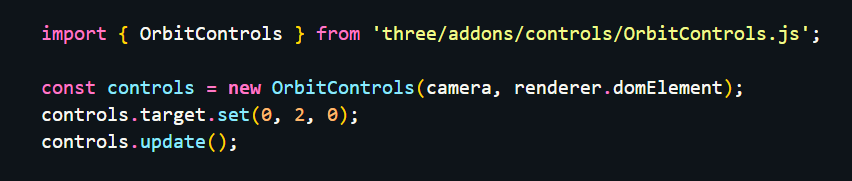 import { OrbitControls } from 'three/addons/controls/OrbitControls.js';
const controls = new OrbitControls(camera, renderer.domElement);
controls.target.set(0, 2, 0);
controls.update();